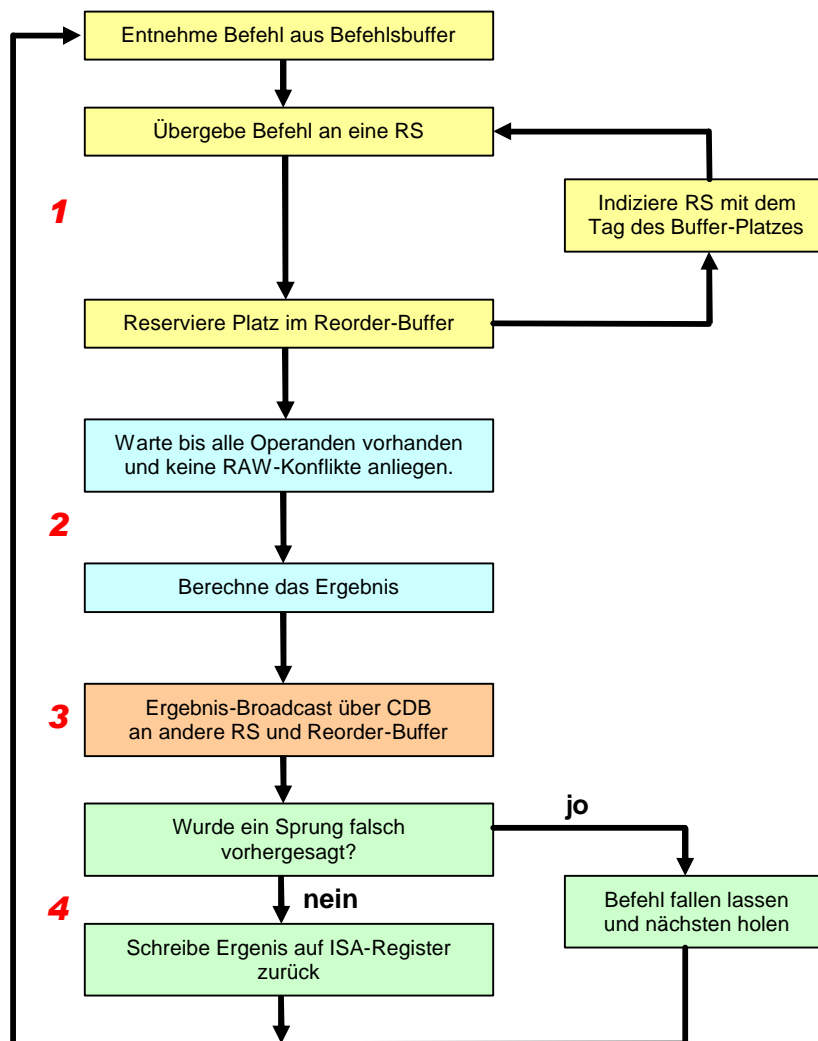 Entnehme Befehl aus Befehlsbuffer
Übergebe Befehl an eine RS
1
Indiziere RS mit dem
Tag des Buffer-Platzes
Reserviere Platz im Reorder-Buffer
Warte bis alle Operanden vorhanden
und keine RAW-Konflikte anliegen.
2
Berechne das Ergebnis
3
Ergebnis-Broadcast über CDB
an andere RS und Reorder-Buffer
Wurde ein Sprung falsch
vorhergesagt?
jo
nein
4
Befehl fallen lassen
und nächsten holen
Schreibe Ergenis auf ISA-Register
zurück